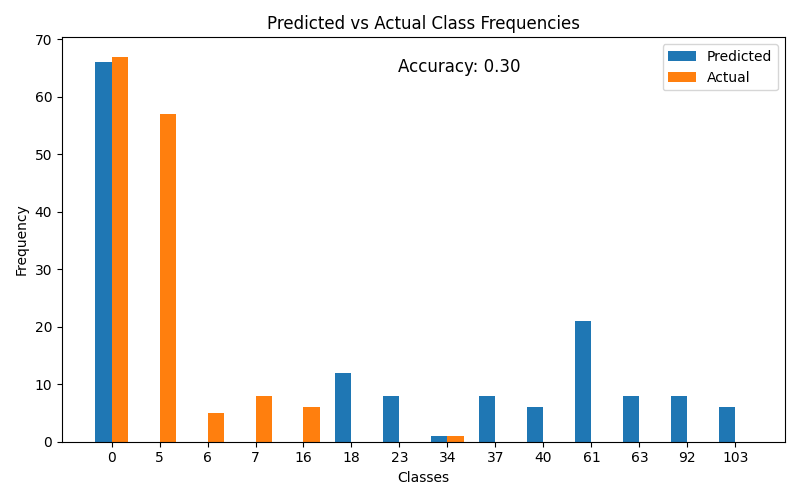 Predicted vs Actual Class Frequencies
Accuracy: 0.30
Predicted
Actual
Frequency
70
60
50
40
30
20
10
0
0 5 6 7 16 18 23 34 37 40 61 63 92 103
Classes